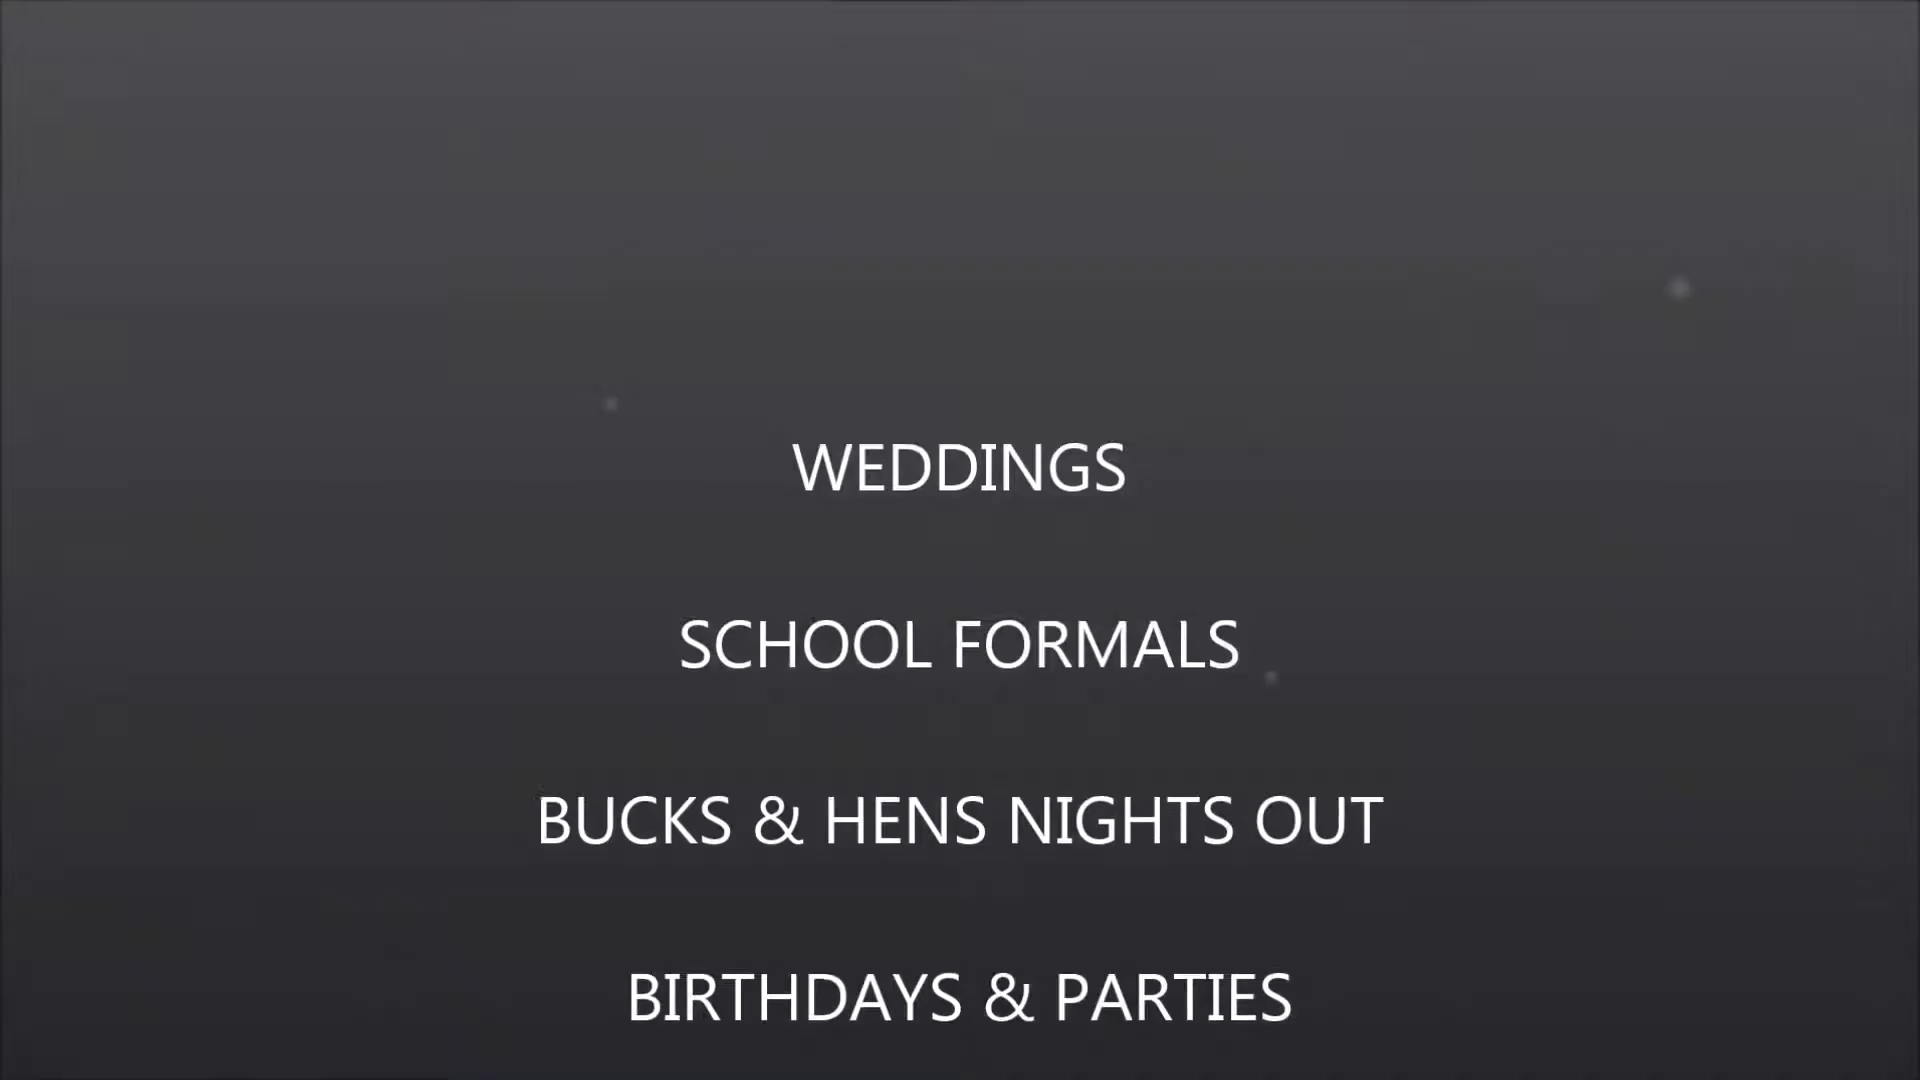 WEDDINGS
SCHOOL FORMALS
BUCKS & HENS NIGHTS OUT
BIRTHDAYS & PARTIES